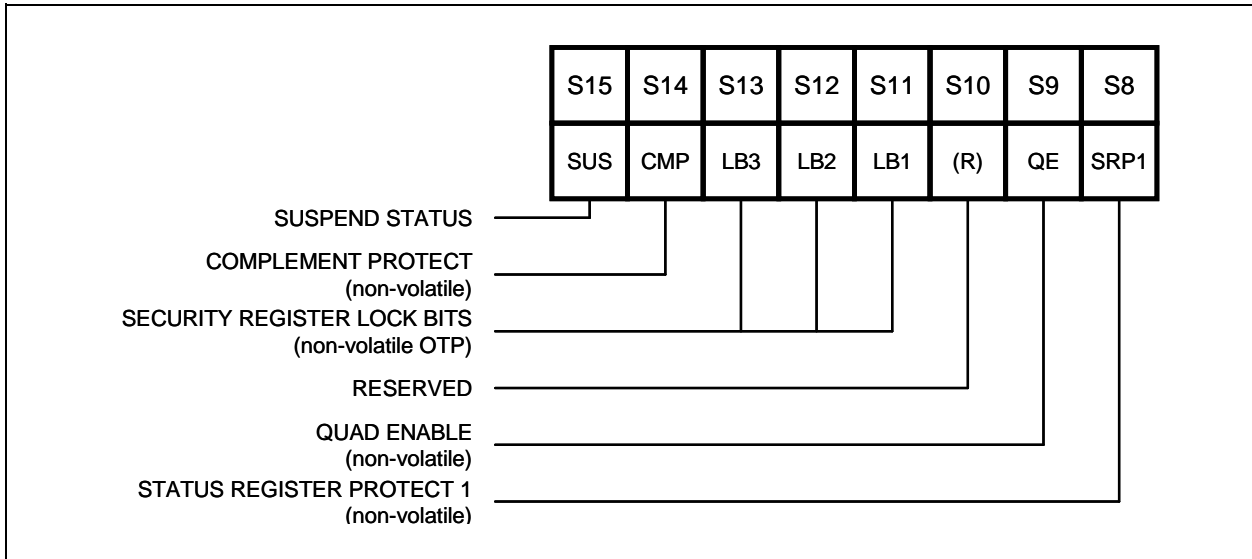 S15 S14 S13 S12 S11 S10 S9 S8
SUS CMP LB3 LB2 LB1 (R) QE SRP1
SUSPEND STATUS
COMPLEMENT PROTECT
(non-volatile)
SECURITY REGISTER LOCK BITS
(non-volatile OTP)
RESERVED
QUAD ENABLE
(non-volatile)
STATUS REGISTER PROTECT 1
(non-volatile)